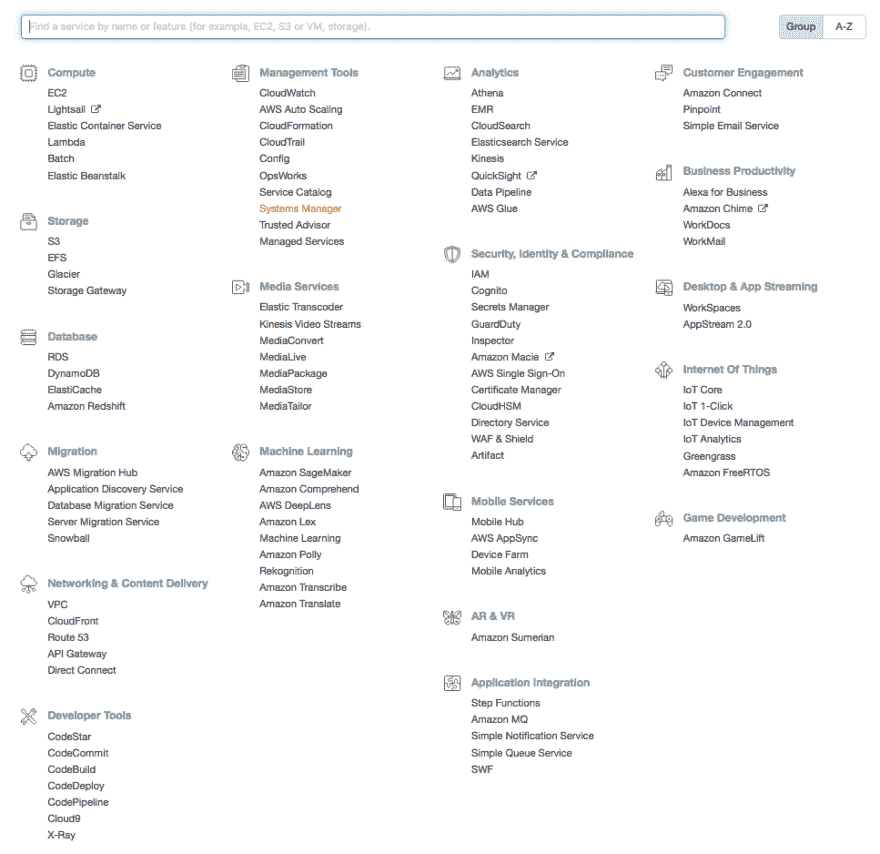 Find a service by name or feature (for example, EC2, S3 or VM, storage).
Group
A-Z
Compute
EC2
Lightsail
Elastic Container Service
Lambda
Batch
Elastic Beanstalk
Storage
S3
EFS
Glacier
Storage Gateway
Database
RDS
DynamoDB
ElastiCache
Amazon Redshift
Migration
AWS Migration Hub
Application Discovery Service
Database Migration Service
Server Migration Service
Snowball
Networking & Content Delivery
VPC
CloudFront
Route 53
API Gateway
Direct Connect
Developer Tools
CodeStar
CodeCommit
CodeBuild
CodeDeploy
CodePipeline
Cloud9
X-Ray
Management Tools
CloudWatch
AWS Auto Scaling
CloudFormation
CloudTrail
Config
OpsWorks
Service Catalog
Systems Manager
Trusted Advisor
Managed Services
Media Services
Elastic Transcoder
Kinesis Video Streams
MediaConvert
MediaLive
MediaPackage
MediaStore
MediaTailor
Machine Learning
Amazon SageMaker
Amazon Comprehend
AWS DeepLens
Amazon Lex
Machine Learning
Amazon Polly
Rekognition
Amazon Transcribe
Amazon Translate
Analytics
Athena
EMR
CloudSearch
Elasticsearch Service
Kinesis
QuickSight
Data Pipeline
AWS Glue
Security, Identity & Compliance
IAM
Cognito
Secrets Manager
GuardDuty
Inspector
Amazon Macie
AWS Single Sign-On
Certificate Manager
CloudHSM
Directory Service
WAF & Shield
Artifact
Mobile Services
Mobile Hub
AWS AppSync
Device Farm
Mobile Analytics
AR & VR
Amazon Sumerian
Application Integration
Step Functions
Amazon MQ
Simple Notification Service
Simple Queue Service
SWF
Customer Engagement
Amazon Connect
Pinpoint
Simple Email Service
Business Productivity
Alexa for Business
Amazon Chime
WorkDocs
WorkMail
Desktop & App Streaming
WorkSpaces
AppStream 2.0
Internet Of Things
IoT Core
IoT 1-Click
IoT Device Management
IoT Analytics
Greengrass
Amazon FreeRTOS
Game Development
Amazon GameLift